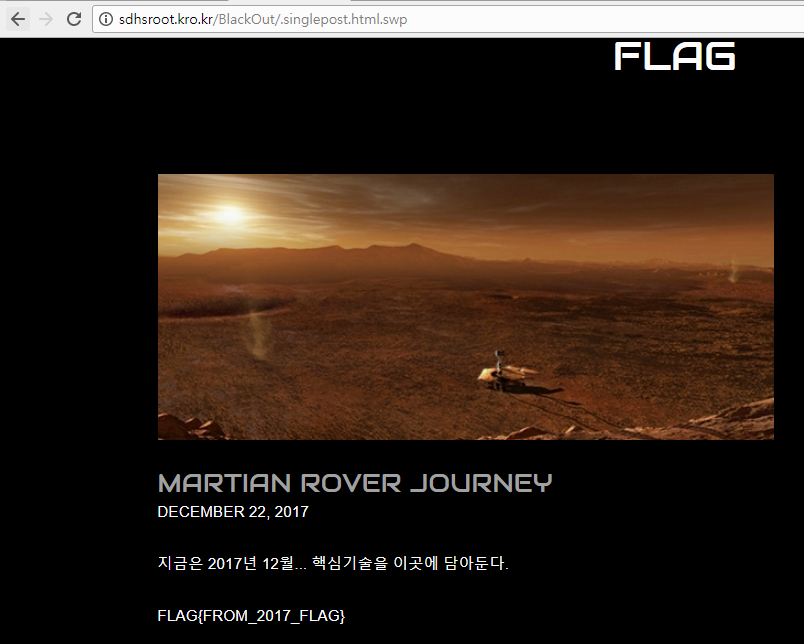 sdhsroot.kro.kr/BlackOut/.singlepost.html.swp
FLAG
MARTIAN ROVER JOURNEY
DECEMBER 22, 2017
지금은 2017년 12월... 핵심기술을 이곳에 담아둔다.
FLAG{FROM_2017_FLAG}